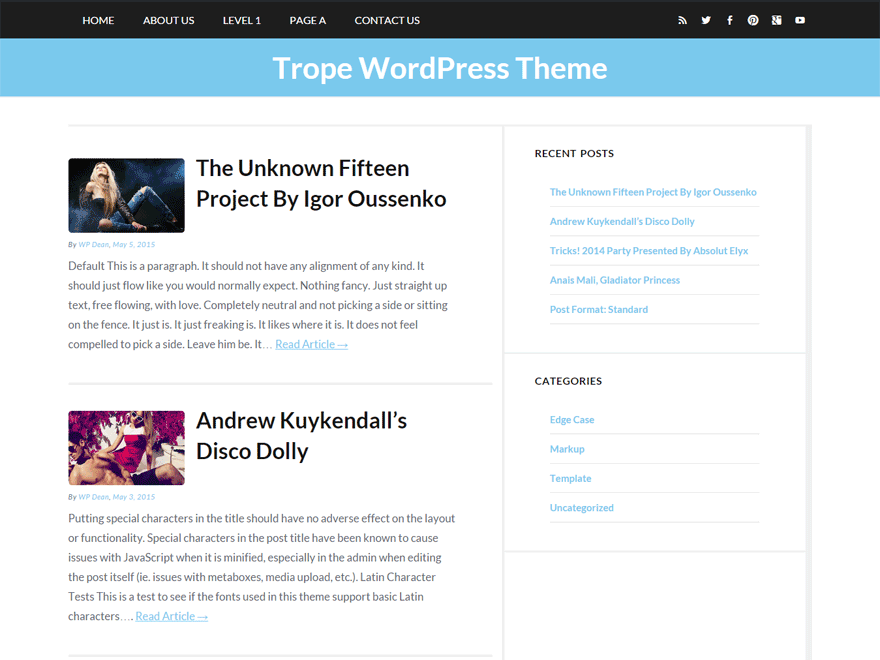 HOME ABOUT US LEVEL 1 PAGE A CONTACT US
Trope WordPress Theme
The Unknown Fifteen
Project By Igor Oussenko
By WP Dean, May 5, 2015
Default This is a paragraph. It should not have any alignment of any kind. It
should just flow like you would normally expect. Nothing fancy. Just straight up
text, free flowing, with love. Completely neutral and not picking a side or sitting
on the fence. It just is. It just freaking is. It likes where it is. It does not feel
compelled to pick a side. Leave him be. It… Read Article →
Andrew Kuykendall’s
Disco Dolly
By WP Dean, May 3, 2015
Putting special characters in the title should have no adverse effect on the layout
or functionality. Special characters in the post title have been known to cause
issues with JavaScript when it is minified, especially in the admin when editing
the post itself (ie. issues with metaboxes, media upload, etc.). Latin Character
Tests This is a test to see if the fonts used in this theme support basic Latin
characters…. Read Article →
RECENT POSTS
The Unknown Fifteen Project By Igor Oussenko
Andrew Kuykendall’s Disco Dolly
Tricks! 2014 Party Presented By Absolut Elyx
Anais Mali, Gladiator Princess
Post Format: Standard
CATEGORIES
Edge Case
Markup
Template
Uncategorized